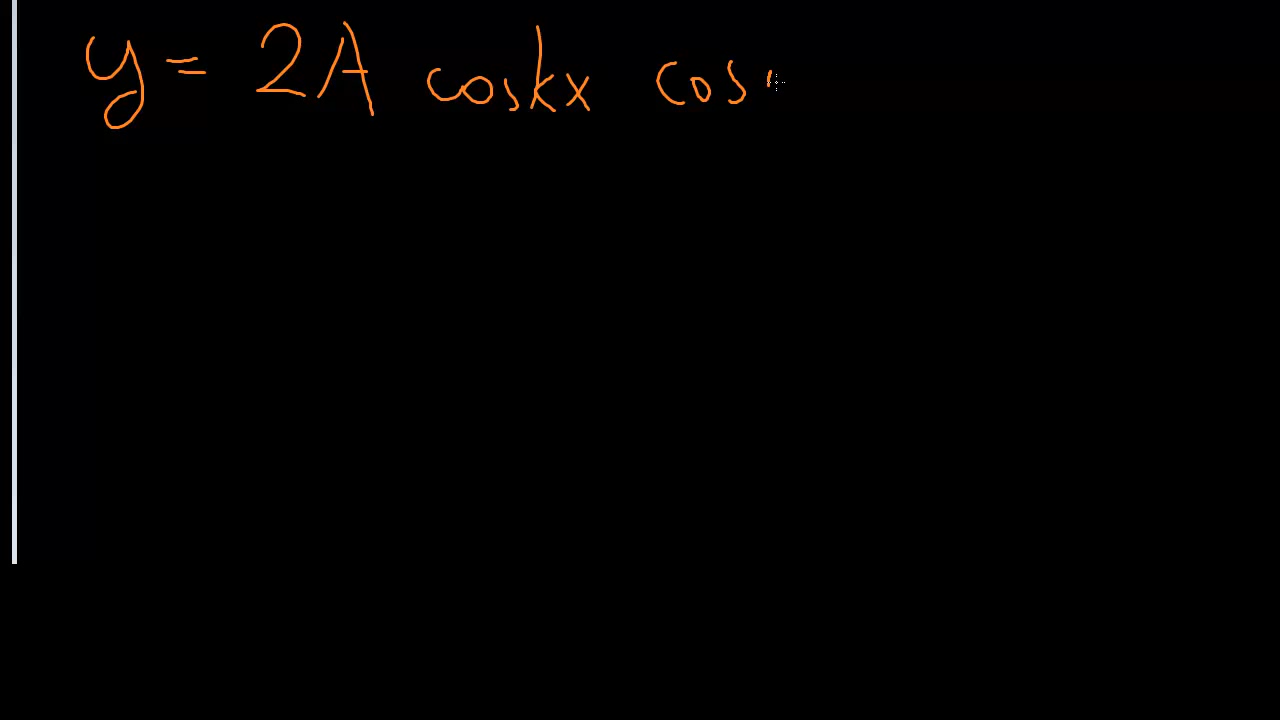 y = 2A coskx cos